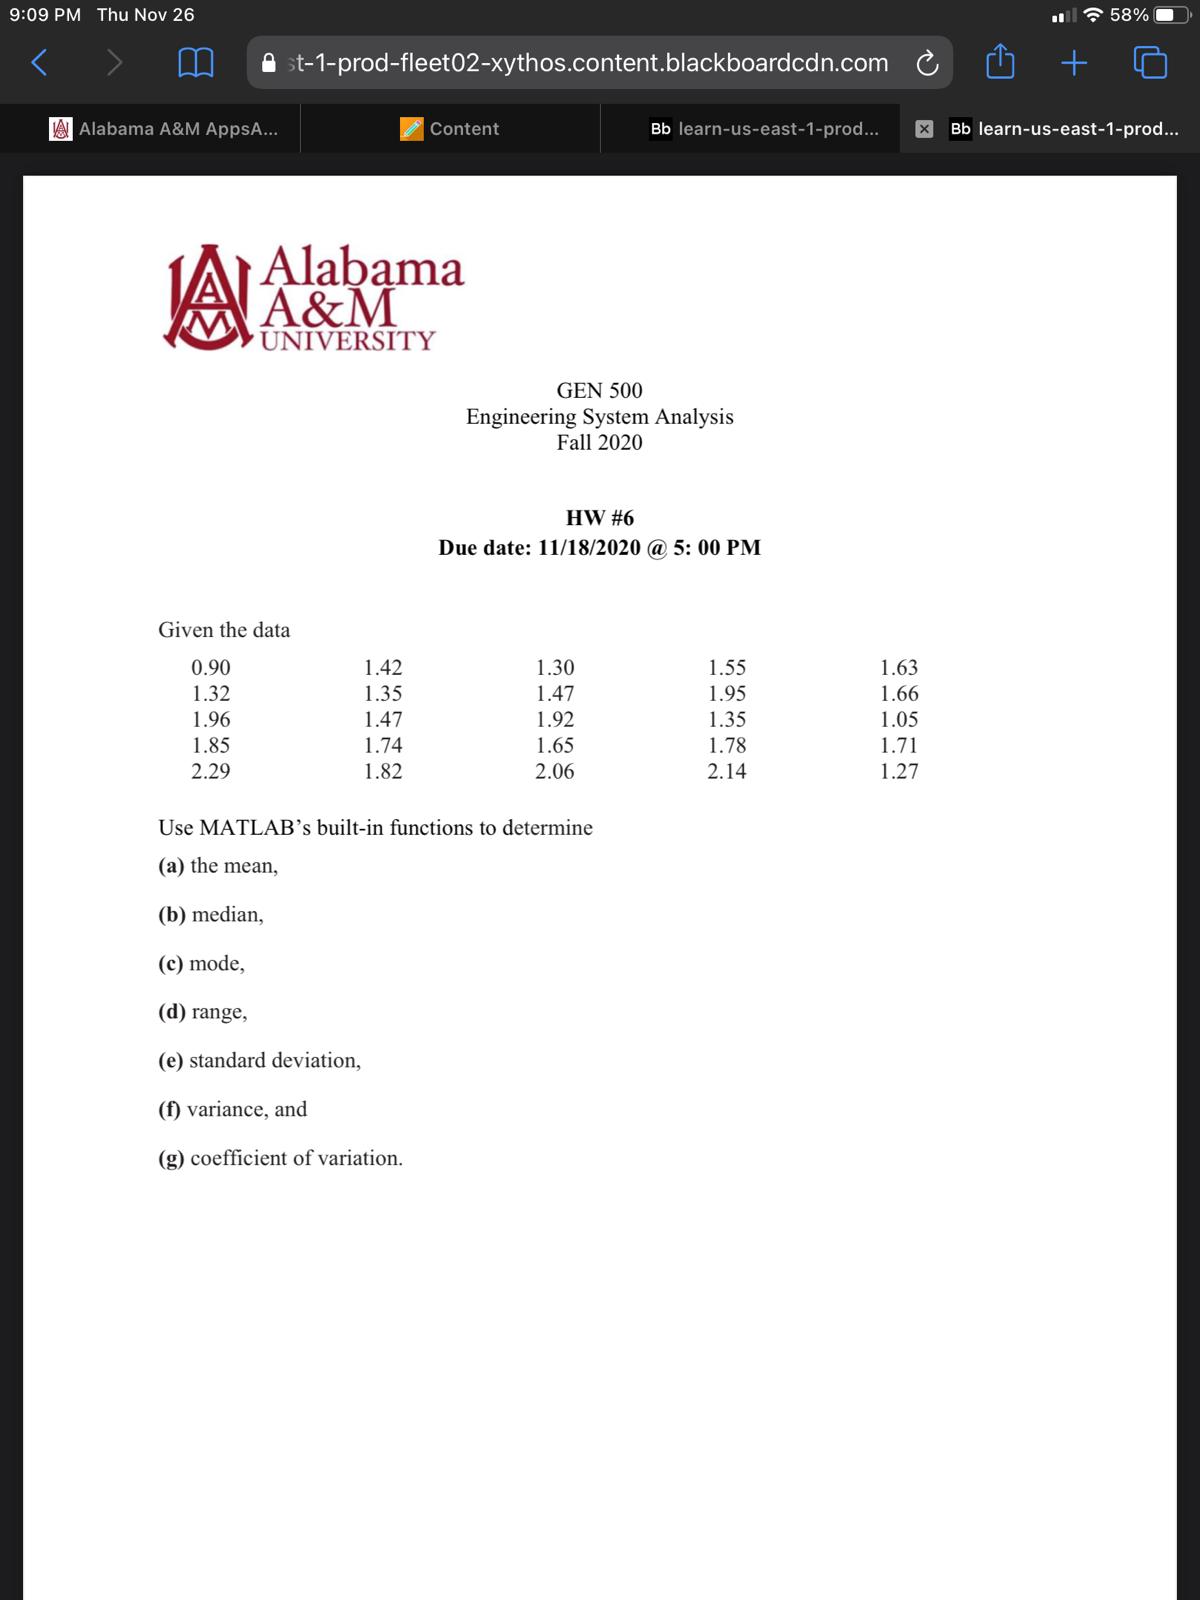 9:09 PM Thu Nov 26
58%
st-1-prod-fleet02-xythos.content.blackboardcdn.com
Alabama A&M AppsA...
Content
Bb learn-us-east-1-prod...
Bb learn-us-east-1-prod...
AM
Alabama
A&M
UNIVERSITY
GEN 500
Engineering System Analysis
Fall 2020
HW #6
Due date: 11/18/2020 @ 5: 00 PM
Given the data
0.90 1.42 1.30 1.55 1.63
1.32 1.35 1.47 1.95 1.66
1.96 1.47 1.92 1.35 1.05
1.85 1.74 1.65 1.78 1.71
2.29 1.82 2.06 2.14 1.27
Use MATLAB’s built-in functions to determine
(a) the mean,
(b) median,
(c) mode,
(d) range,
(e) standard deviation,
(f) variance, and
(g) coefficient of variation.